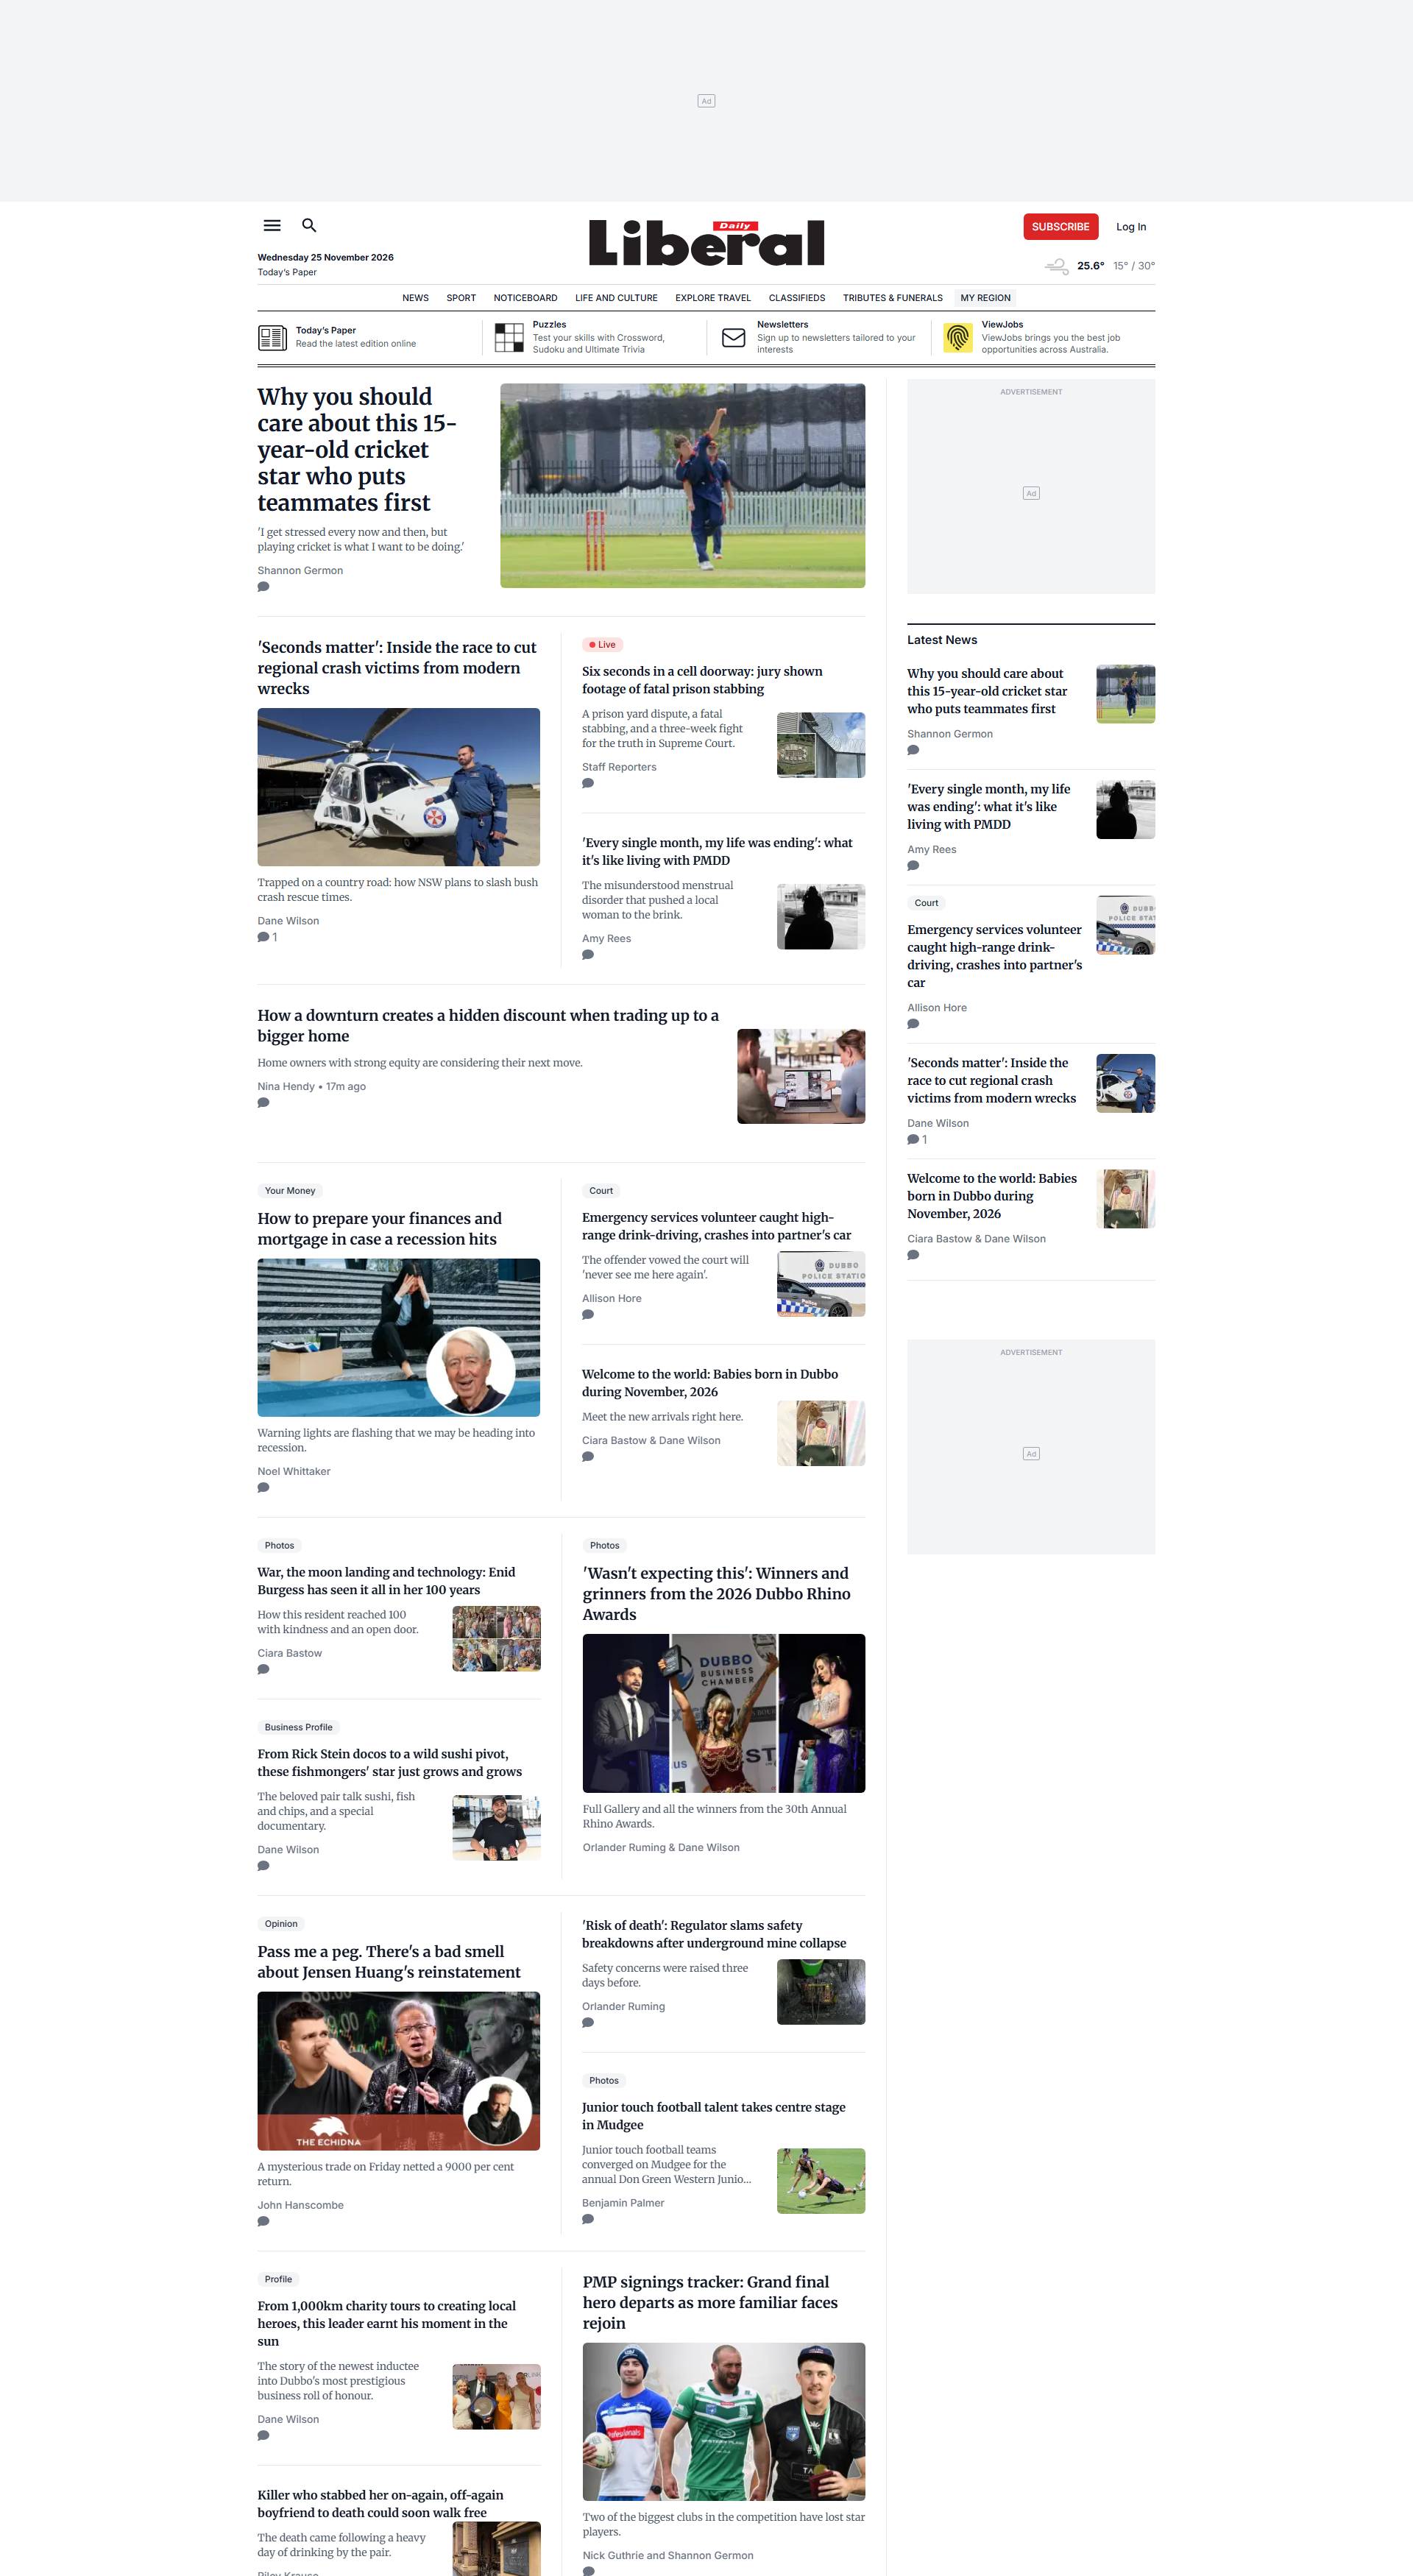 Ad
Daily
Liberal
SUBSCRIBE
Log In
Wednesday 25 November 2026
Today's Paper
25.6° 15° / 30°
NEWS SPORT NOTICEBOARD LIFE AND CULTURE EXPLORE TRAVEL CLASSIFIEDS TRIBUTES & FUNERALS MY REGION
Today's Paper
Read the latest edition online
Puzzles
Test your skills with Crossword,
Sudoku and Ultimate Trivia
Newsletters
Sign up to newsletters tailored to your
interests
ViewJobs
ViewJobs brings you the best job
opportunities across Australia.
Why you should
care about this 15-
year-old cricket
star who puts
teammates first
'I get stressed every now and then, but
playing cricket is what I want to be doing.'
Shannon Germon
'Seconds matter': Inside the race to cut
regional crash victims from modern
wrecks
Trapped on a country road: how NSW plans to slash bush
crash rescue times.
Dane Wilson
1
Live
Six seconds in a cell doorway: jury shown
footage of fatal prison stabbing
A prison yard dispute, a fatal
stabbing, and a three-week fight
for the truth in Supreme Court.
Staff Reporters
'Every single month, my life was ending': what
it's like living with PMDD
The misunderstood menstrual
disorder that pushed a local
woman to the brink.
Amy Rees
How a downturn creates a hidden discount when trading up to a
bigger home
Home owners with strong equity are considering their next move.
Nina Hendy • 17m ago
Your Money
How to prepare your finances and
mortgage in case a recession hits
Warning lights are flashing that we may be heading into
recession.
Noel Whittaker
Court
Emergency services volunteer caught high-
range drink-driving, crashes into partner's car
The offender vowed the court will
'never see me here again'.
Allison Hore
DUBBO
POLICE STATIO
Welcome to the world: Babies born in Dubbo
during November, 2026
Meet the new arrivals right here.
Ciara Bastow & Dane Wilson
Photos
War, the moon landing and technology: Enid
Burgess has seen it all in her 100 years
How this resident reached 100
with kindness and an open door.
Ciara Bastow
Business Profile
From Rick Stein docos to a wild sushi pivot,
these fishmongers' star just grows and grows
The beloved pair talk sushi, fish
and chips, and a special
documentary.
Dane Wilson
Photos
'Wasn't expecting this': Winners and
grinners from the 2026 Dubbo Rhino
Awards
DUBBO
BUSINESS
CHAMBER
Full Gallery and all the winners from the 30th Annual
Rhino Awards.
Orlander Ruming & Dane Wilson
Opinion
Pass me a peg. There's a bad smell
about Jensen Huang's reinstatement
THE ECHIDNA
A mysterious trade on Friday netted a 9000 per cent
return.
John Hanscombe
'Risk of death': Regulator slams safety
breakdowns after underground mine collapse
Safety concerns were raised three
days before.
Orlander Ruming
Photos
Junior touch football talent takes centre stage
in Mudgee
Junior touch football teams
converged on Mudgee for the
annual Don Green Western Junio...
Benjamin Palmer
Profile
From 1,000km charity tours to creating local
heroes, this leader earnt his moment in the
sun
The story of the newest inductee
into Dubbo's most prestigious
business roll of honour.
Dane Wilson
Killer who stabbed her on-again, off-again
boyfriend to death could soon walk free
The death came following a heavy
day of drinking by the pair.
PMP signings tracker: Grand final
hero departs as more familiar faces
rejoin
Two of the biggest clubs in the competition have lost star
players.
Nick Guthrie and Shannon Germon
ADVERTISEMENT
Ad
Latest News
Why you should care about
this 15-year-old cricket star
who puts teammates first
Shannon Germon
'Every single month, my life
was ending': what it's like
living with PMDD
Amy Rees
Court
Emergency services volunteer
caught high-range drink-
driving, crashes into partner's
car
Allison Hore
'Seconds matter': Inside the
race to cut regional crash
victims from modern wrecks
Dane Wilson
1
Welcome to the world: Babies
born in Dubbo during
November, 2026
Ciara Bastow & Dane Wilson
ADVERTISEMENT
Ad